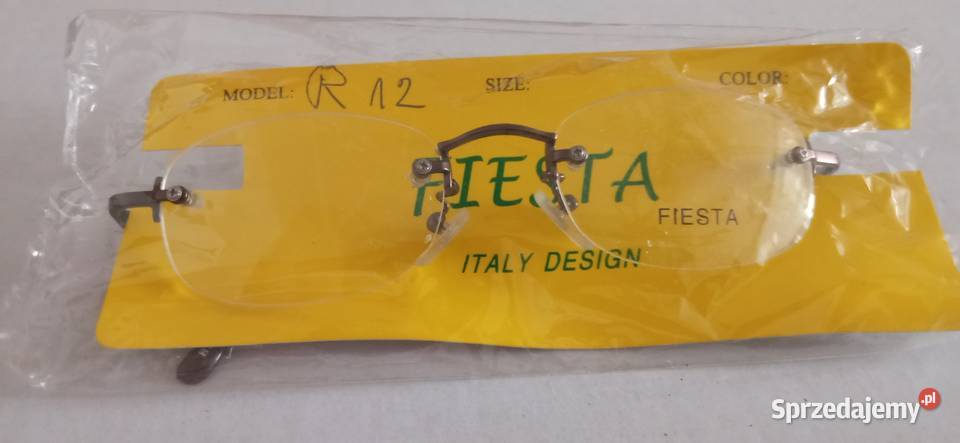 MODEL: R 12 SIZE: COLOR:
FIESTA
FIESTA
ITALY DESIGN
Sprzedajemy.pl